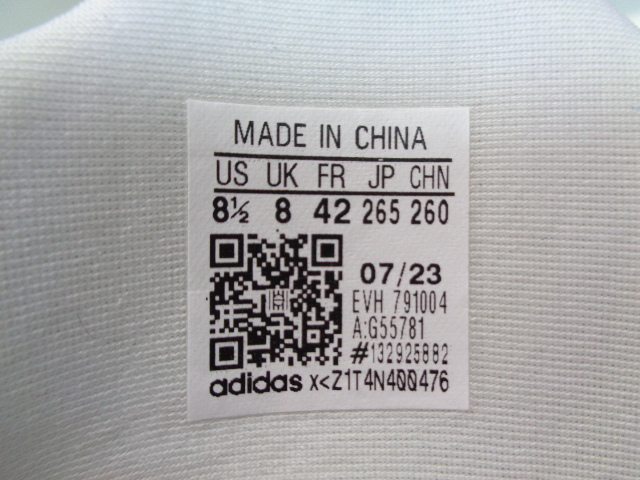 MADE IN CHINA
US UK FR JP CHN
8½ 8 42 265 260
07/23
EVH 791004
A:G55781
#132925882
adidas x<Z1T4N400476